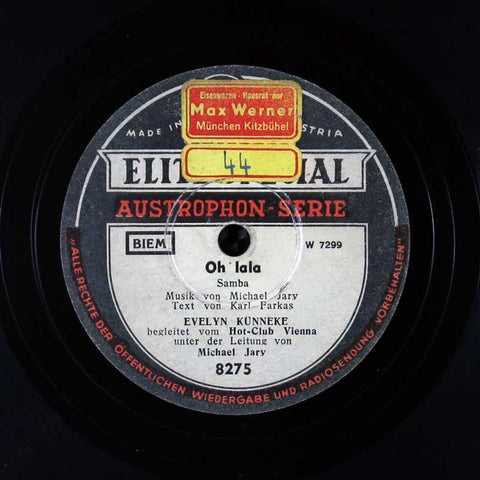 Eisenwaren - Hausrat nur
Max Werner
München Kitzbühel
44
MADE IN
STRIA
ELIT
IAL
AUSTROPHON-SERIE
BIEM
W 7299
Oh lala
Samba
Musik von Michael Jary
Text von Karl Farkas
EVELYN KÜNNEKE
begleitet vom Hot-Club Vienna
unter der Leitung von
Michael Jary
8275
"ALLE RECHTE DER ÖFFENTLICHEN WIEDERGABE UND RADIOSENDUNG VORBEHALTEN"